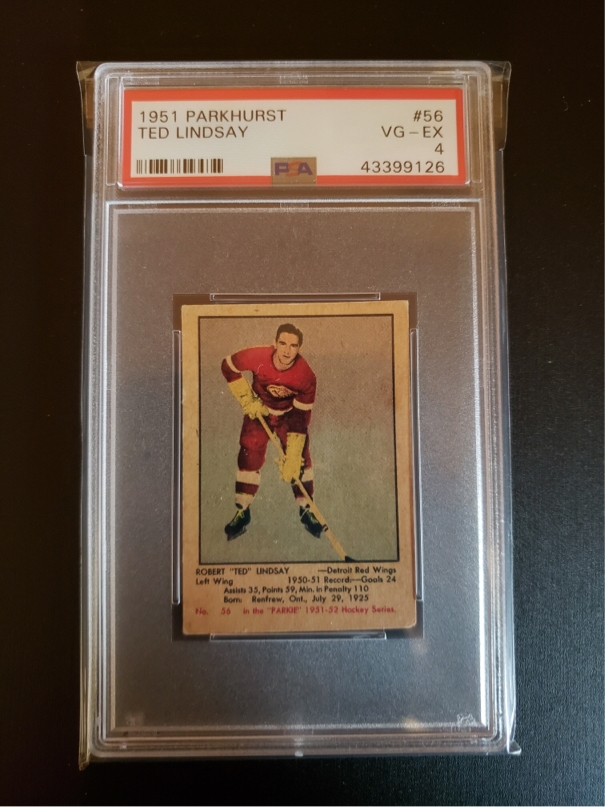 1951 PARKHURST #56
TED LINDSAY VG-EX
4
PSA 43399126
ROBERT "TED" LINDSAY —Detroit Red Wings
Left Wing 1950-51 Record:—Goals 24
Assists 35, Points 59, Min. in Penalty 110
Born: Renfrew, Ont., July 29, 1925
No. 56 in the "PARKIE" 1951-52 Hockey Series.